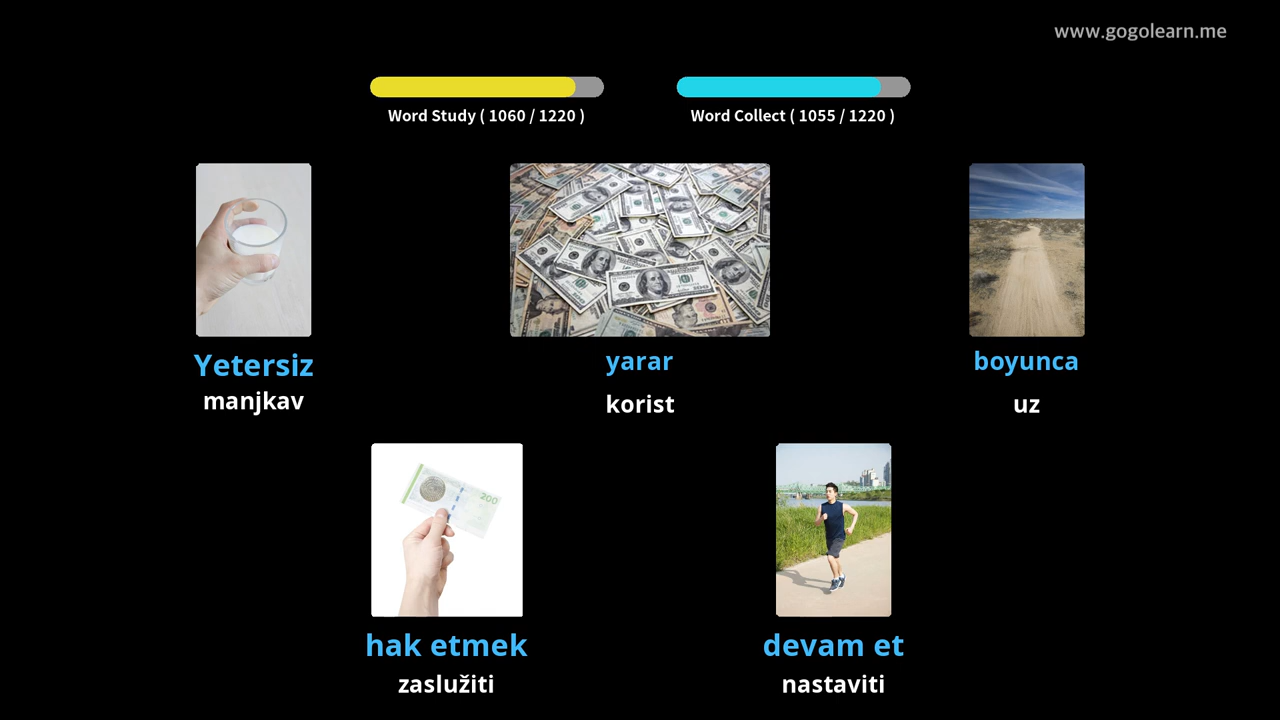 www.gogolearn.me
Word Study ( 1060 / 1220 )
Word Collect ( 1055 / 1220 )
Yetersiz
manjkav
yarar
korist
boyunca
uz
200
hak etmek
zaslužiti
devam et
nastaviti